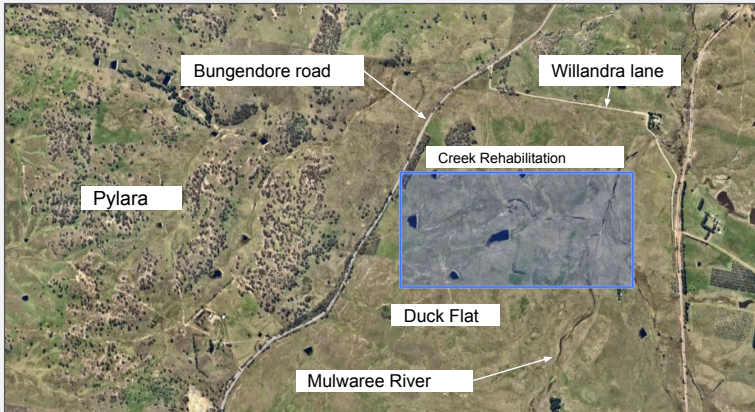 Bungendore road
Willandra lane
Creek Rehabilitation
Pylara
Duck Flat
Mulwaree River